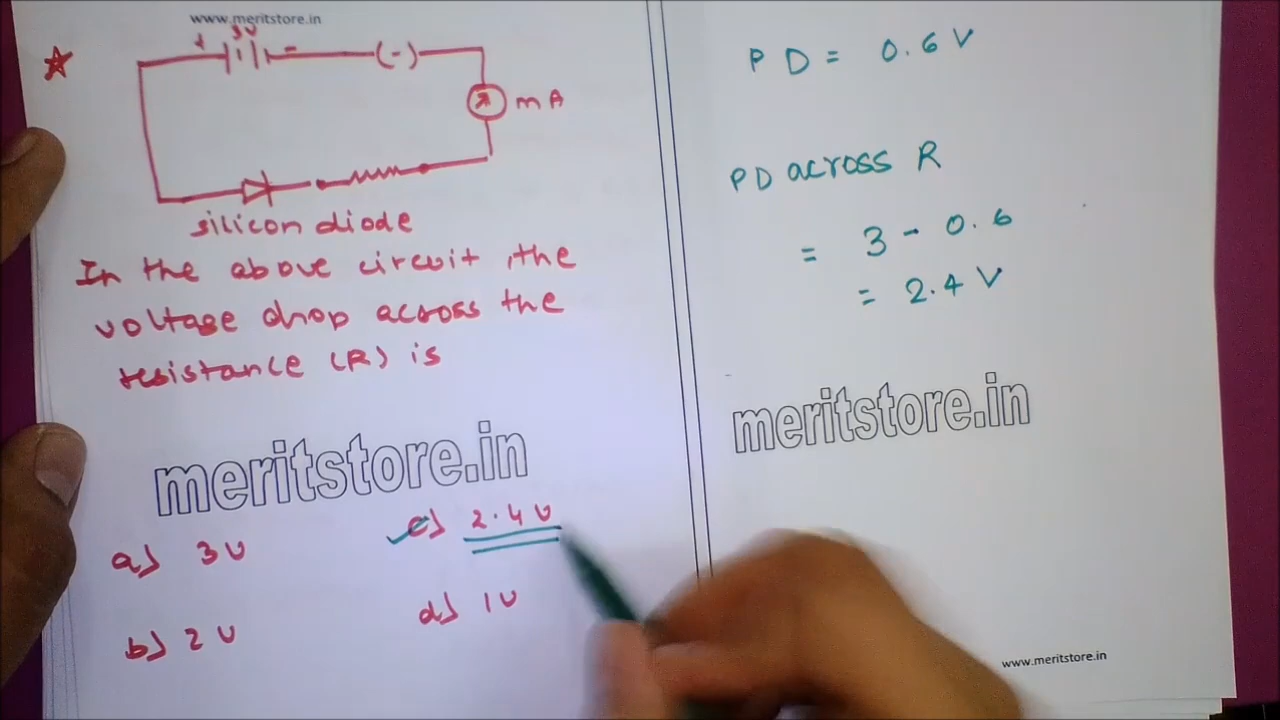 www.meritstore.in
3v
+ -
(-)
mA
silicon diode
In the above circuit ,the
voltage drop across the
resistance (R) is
meritstore.in
a) 3v
b) 2v
c) 2.4v
d) 1v
PD = 0.6 V
PD across R
= 3 - 0.6
= 2.4 V
meritstore.in
www.meritstore.in